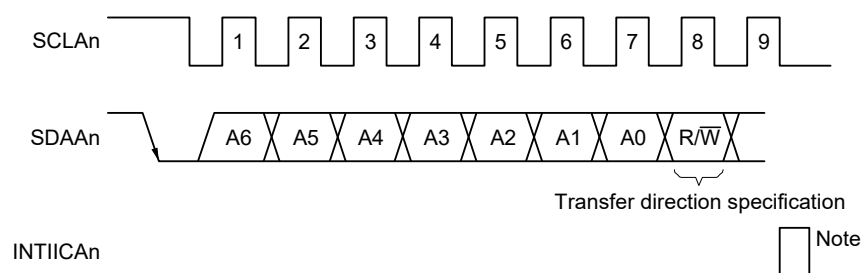 SCLAn 1 2 3 4 5 6 7 8 9
SDAAn A6 A5 A4 A3 A2 A1 A0 R/W̅
Transfer direction specification
INTIICAn Note